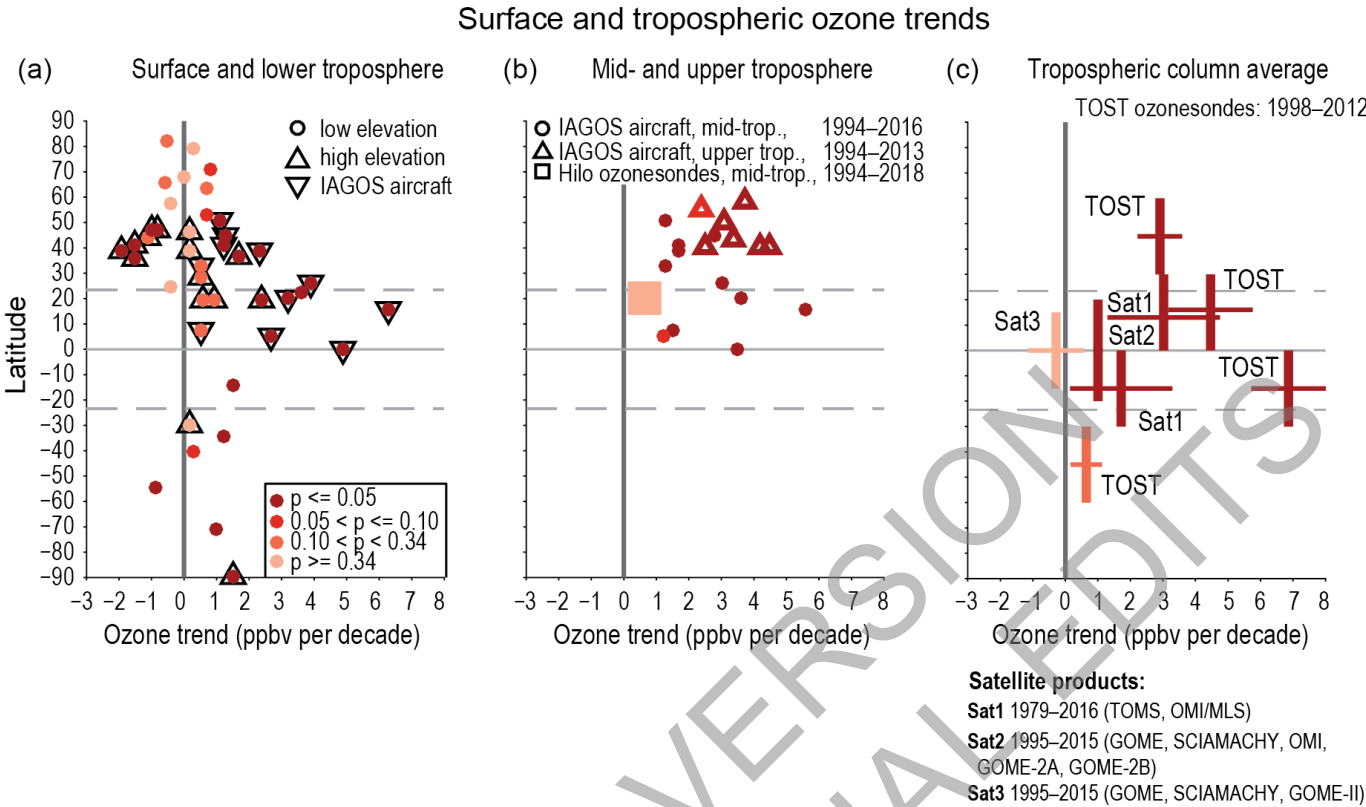 Surface and tropospheric ozone trends
(a) Surface and lower troposphere
90
80
70
60
50
40
30
20
10
0
−10
−20
−30
−40
−50
−60
−70
−80
−90
Latitude
low elevation
high elevation
IAGOS aircraft
p <= 0.05
0.05 < p <= 0.10
0.10 < p < 0.34
p >= 0.34
−3 −2 −1 0 1 2 3 4 5 6 7 8
Ozone trend (ppbv per decade)
(b) Mid- and upper troposphere
IAGOS aircraft, mid-trop., 1994–2016
IAGOS aircraft, upper trop., 1994–2013
Hilo ozonesondes, mid-trop., 1994–2018
−3 −2 −1 0 1 2 3 4 5 6 7 8
Ozone trend (ppbv per decade)
(c) Tropospheric column average
TOST ozonesondes: 1998–2012
TOST
TOST
Sat1
Sat3
Sat2
TOST
Sat1
TOST
−3 −2 −1 0 1 2 3 4 5 6 7 8
Ozone trend (ppbv per decade)
Satellite products:
Sat1 1979–2016 (TOMS, OMI/MLS)
Sat2 1995–2015 (GOME, SCIAMACHY, OMI,
GOME-2A, GOME-2B)
Sat3 1995–2015 (GOME, SCIAMACHY, GOME-II)
VERSION
EDITS